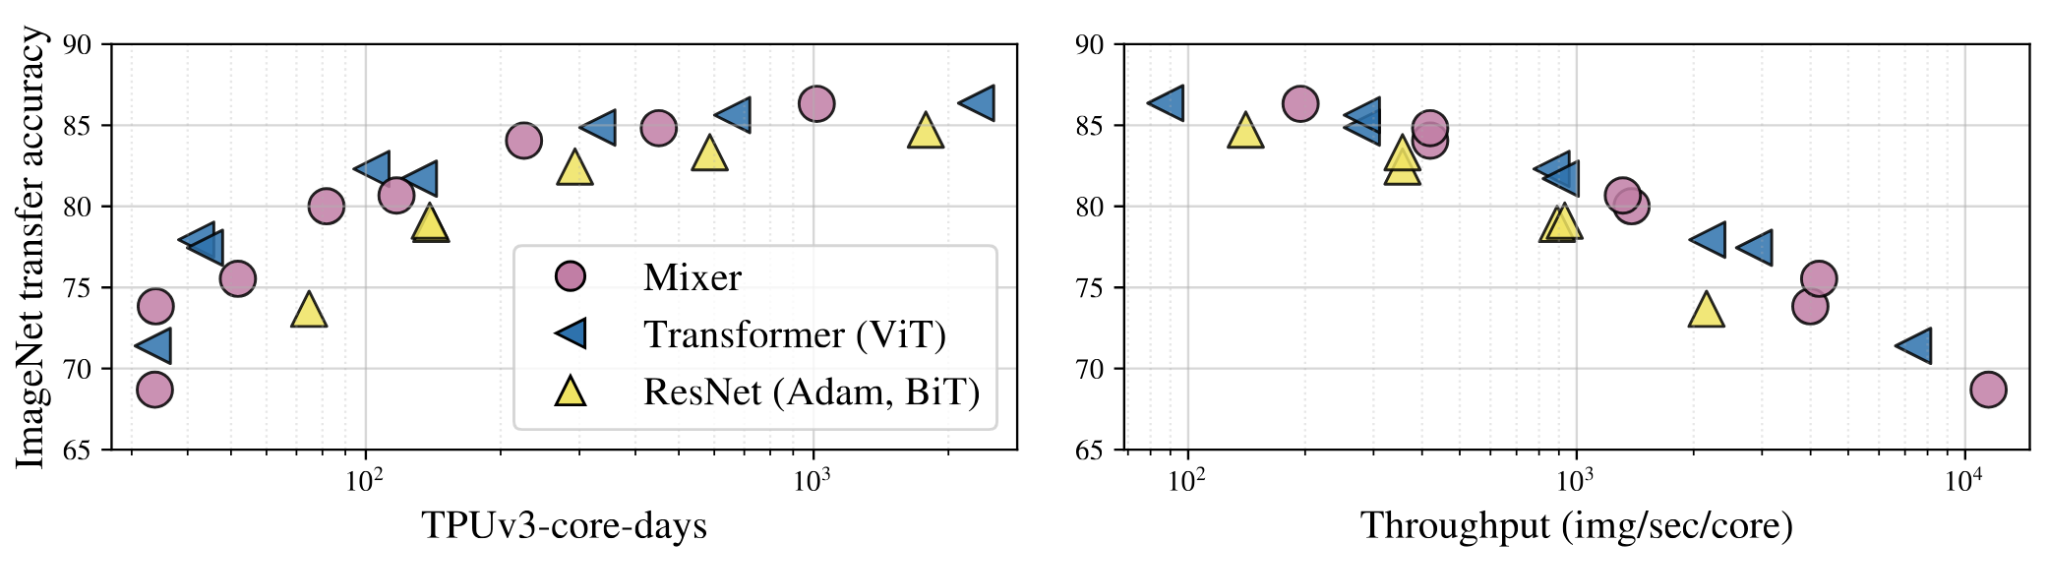 ImageNet transfer accuracy
90
85
80
75
70
65
10²
10³
TPUv3-core-days
Mixer
Transformer (ViT)
ResNet (Adam, BiT)
90
85
80
75
70
65
10²
10³
10⁴
Throughput (img/sec/core)